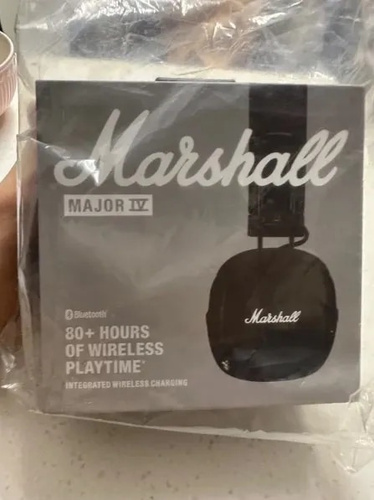 Marshall
MAJOR IV
Bluetooth
80+ HOURS
OF WIRELESS
PLAYTIME*
INTEGRATED WIRELESS CHARGING
Marshall